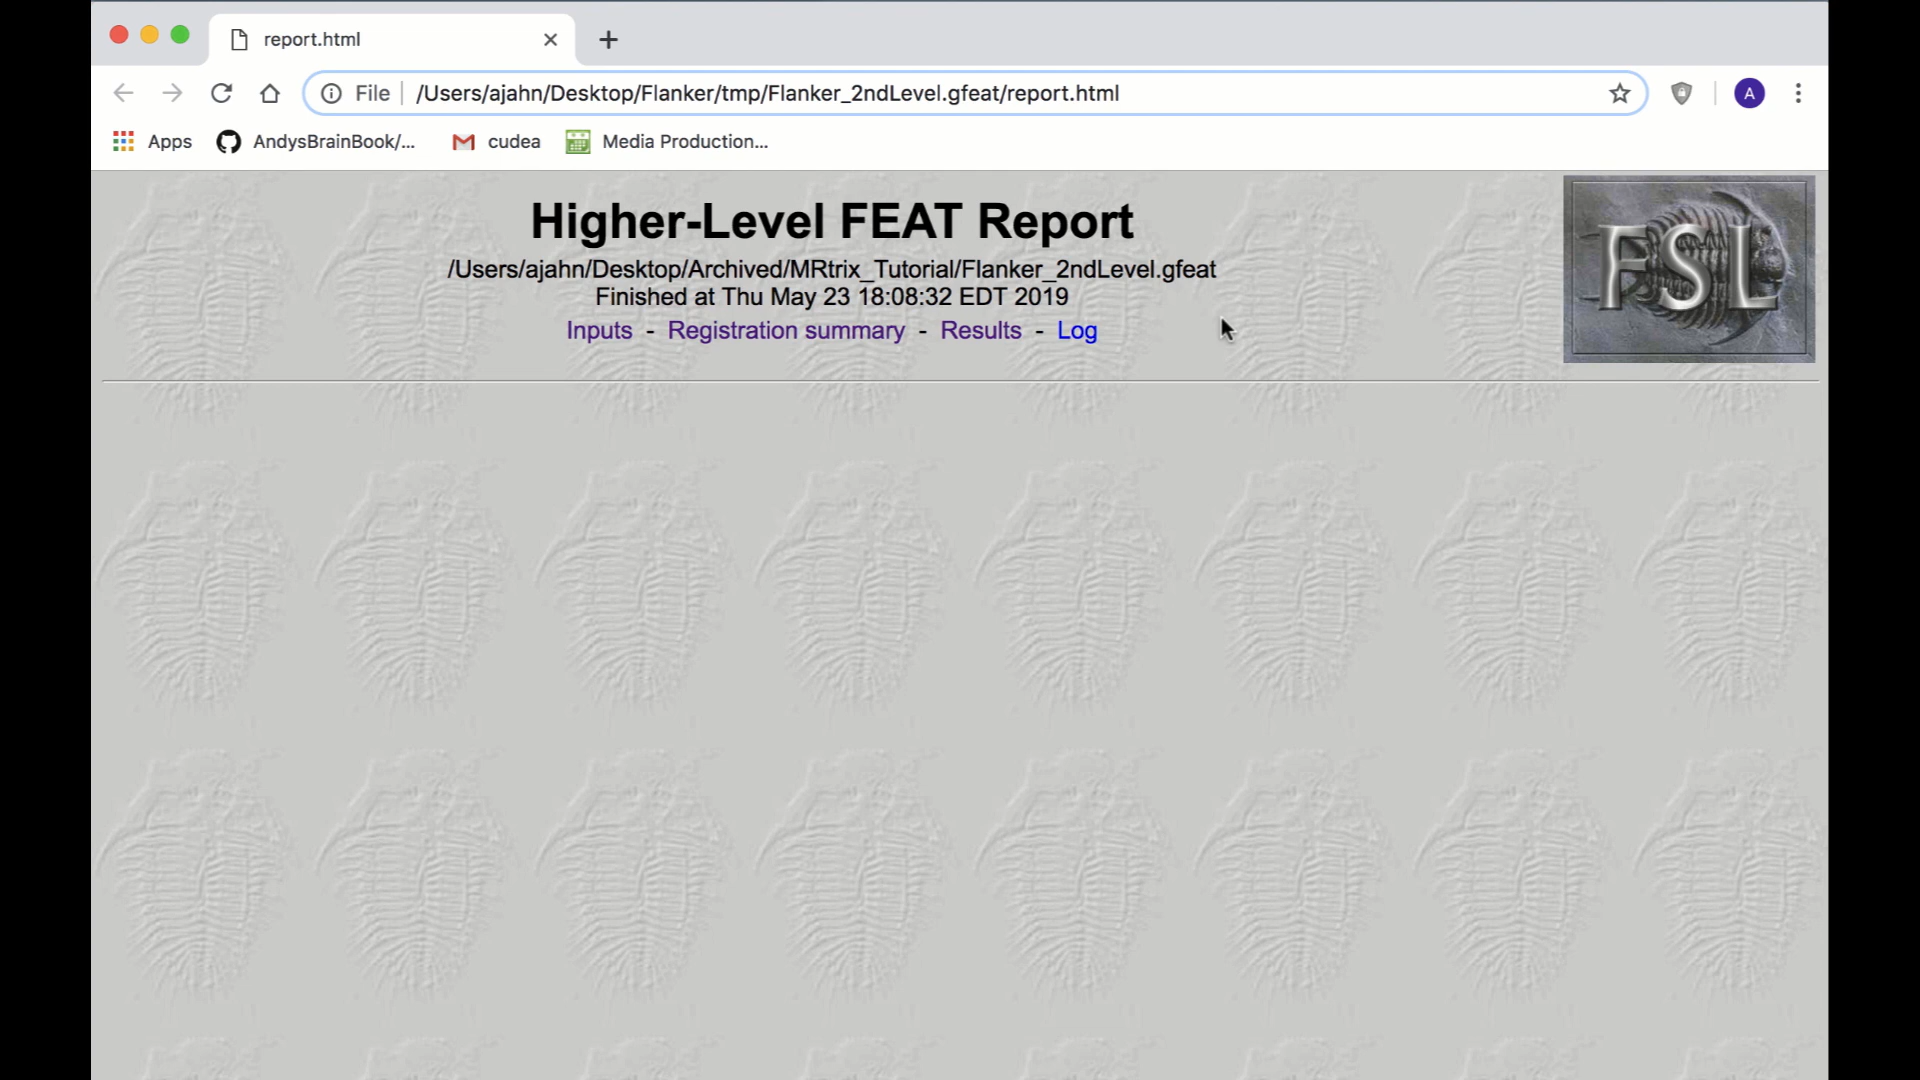 report.html
File /Users/ajahn/Desktop/Flanker/tmp/Flanker_2ndLevel.gfeat/report.html
A
Apps AndysBrainBook/... cudea Media Production...
Higher-Level FEAT Report
/Users/ajahn/Desktop/Archived/MRtrix_Tutorial/Flanker_2ndLevel.gfeat
Finished at Thu May 23 18:08:32 EDT 2019
Inputs - Registration summary - Results - Log
FSL